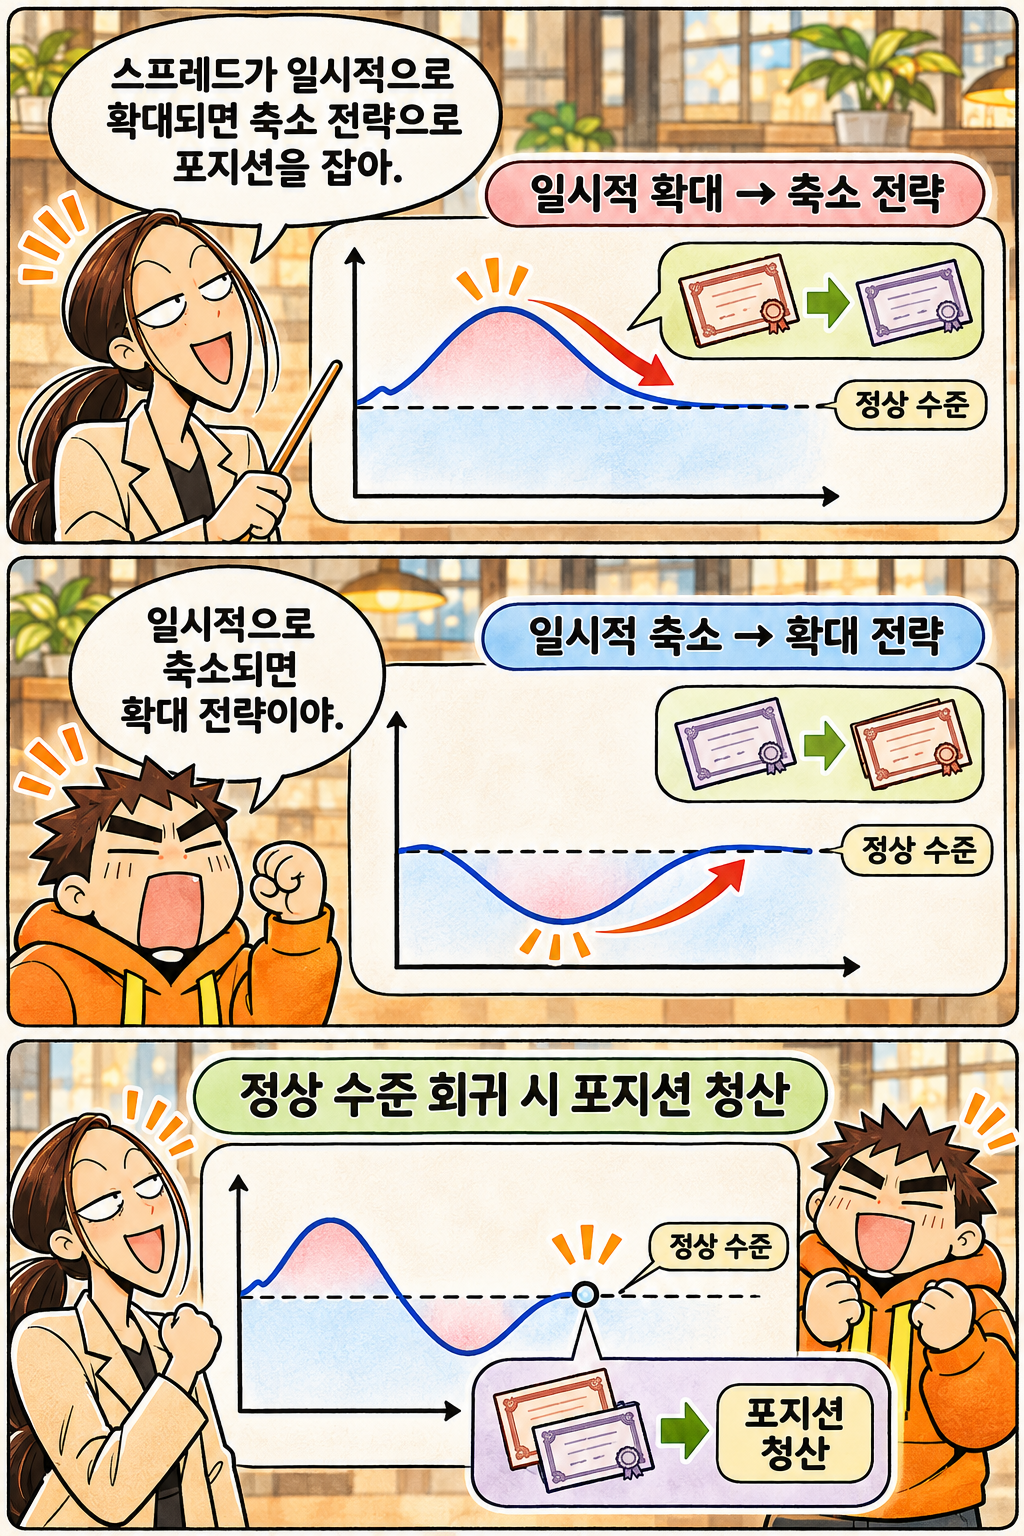 스프레드가 일시적으로
확대되면 축소 전략으로
포지션을 잡아.
일시적 확대 → 축소 전략
정상 수준
일시적으로
축소되면
확대 전략이야.
일시적 축소 → 확대 전략
정상 수준
정상 수준 회귀 시 포지션 청산
정상 수준
포지션
청산